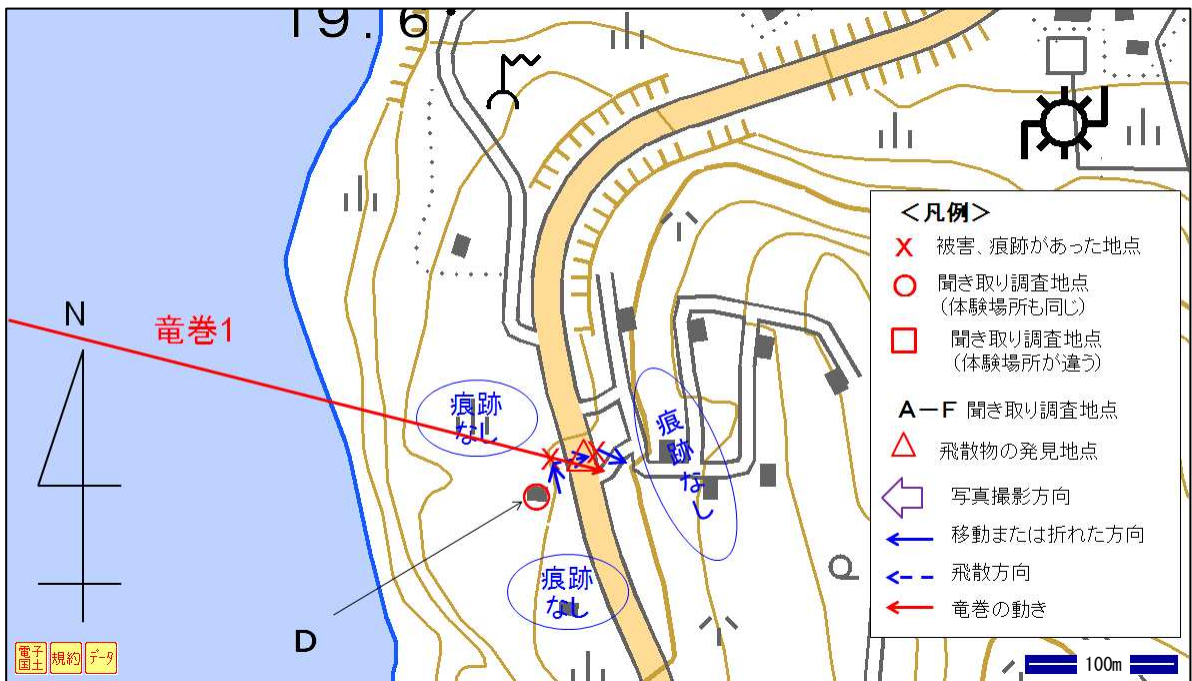 19.6
N
竜巻1
痕跡
なし
痕跡なし
痕跡
なし
D
<凡例>
X 被害、痕跡があった地点
聞き取り調査地点
(体験場所も同じ)
聞き取り調査地点
(体験場所が違う)
A-F 聞き取り調査地点
飛散物の発見地点
写真撮影方向
移動または折れた方向
飛散方向
竜巻の動き
電子
国土
規約
データ
100m